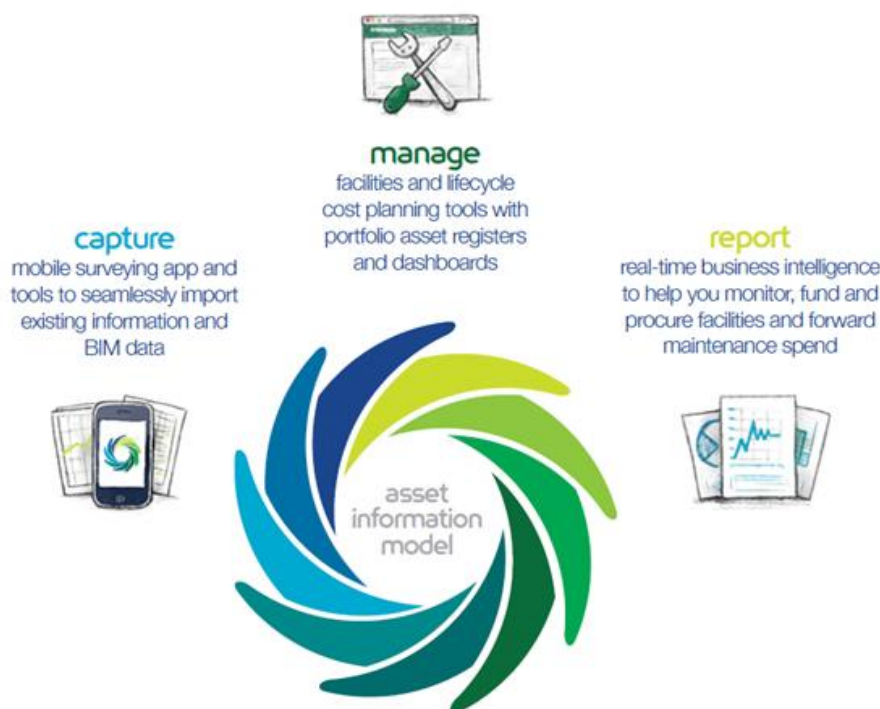 manage
facilities and lifecycle
cost planning tools with
portfolio asset registers
and dashboards
capture
mobile surveying app and
tools to seamlessly import
existing information and
BIM data
report
real-time business intelligence
to help you monitor, fund and
procure facilities and forward
maintenance spend
asset
information
model